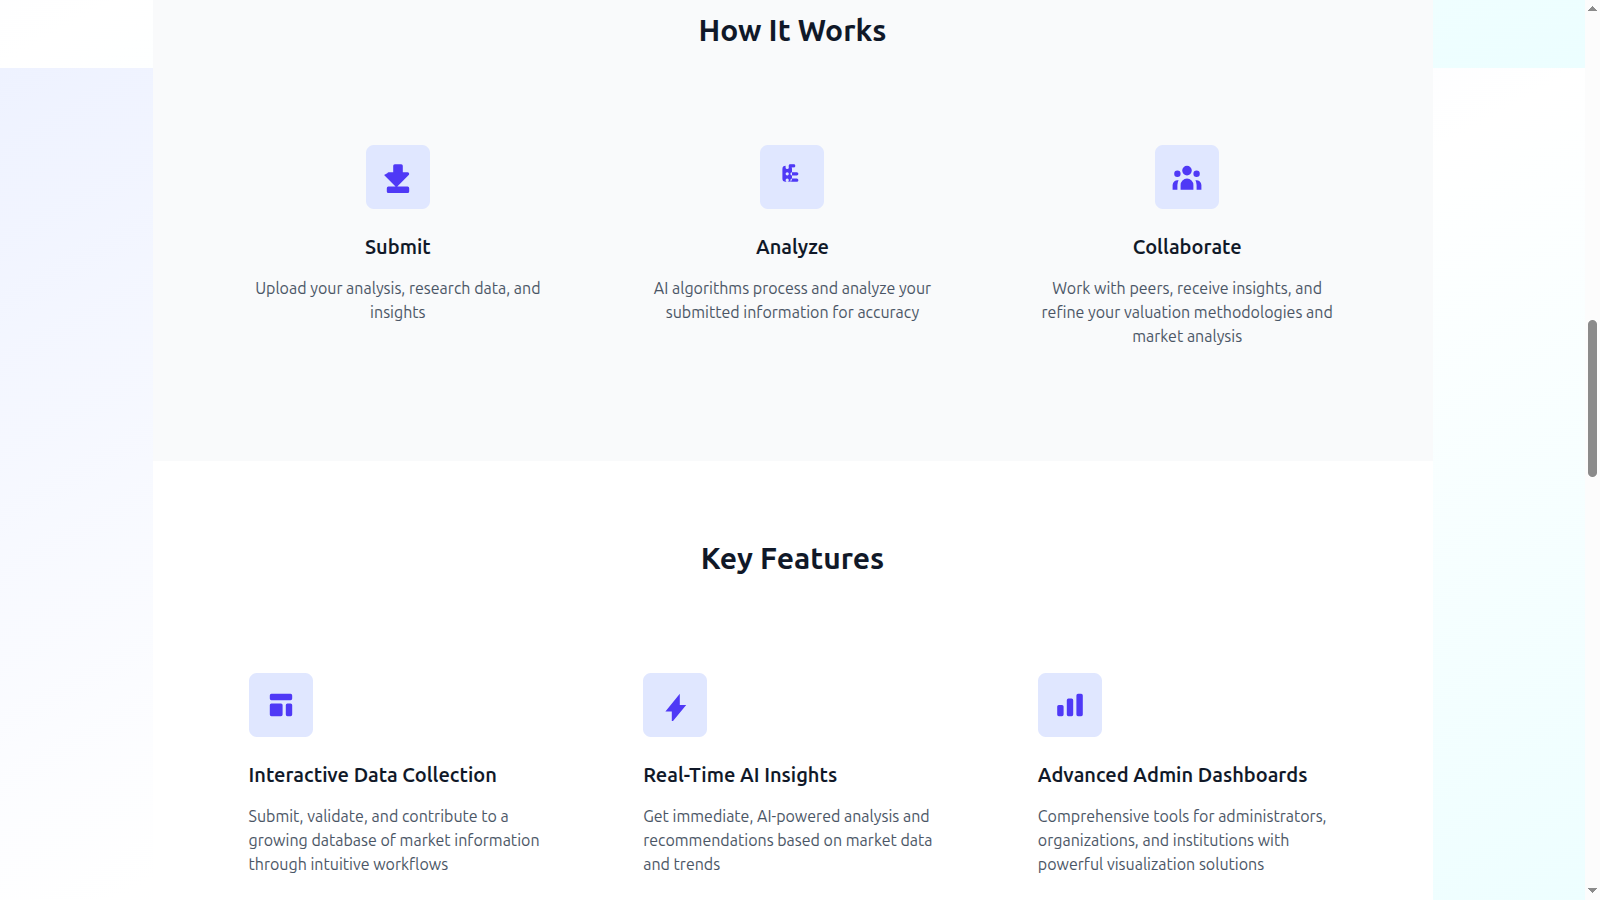 How It Works
Submit
Upload your analysis, research data, and
insights
Analyze
AI algorithms process and analyze your
submitted information for accuracy
Collaborate
Work with peers, receive insights, and
refine your valuation methodologies and
market analysis
Key Features
Interactive Data Collection
Submit, validate, and contribute to a
growing database of market information
through intuitive workflows
Real-Time AI Insights
Get immediate, AI-powered analysis and
recommendations based on market data
and trends
Advanced Admin Dashboards
Comprehensive tools for administrators,
organizations, and institutions with
powerful visualization solutions